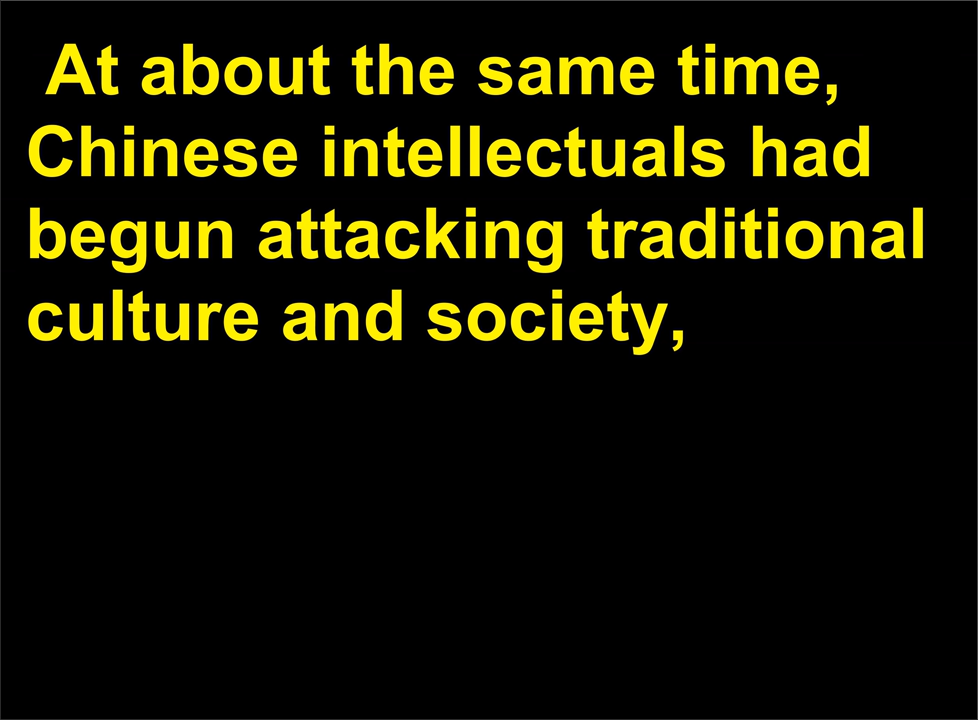 At about the same time,
Chinese intellectuals had
begun attacking traditional
culture and society,